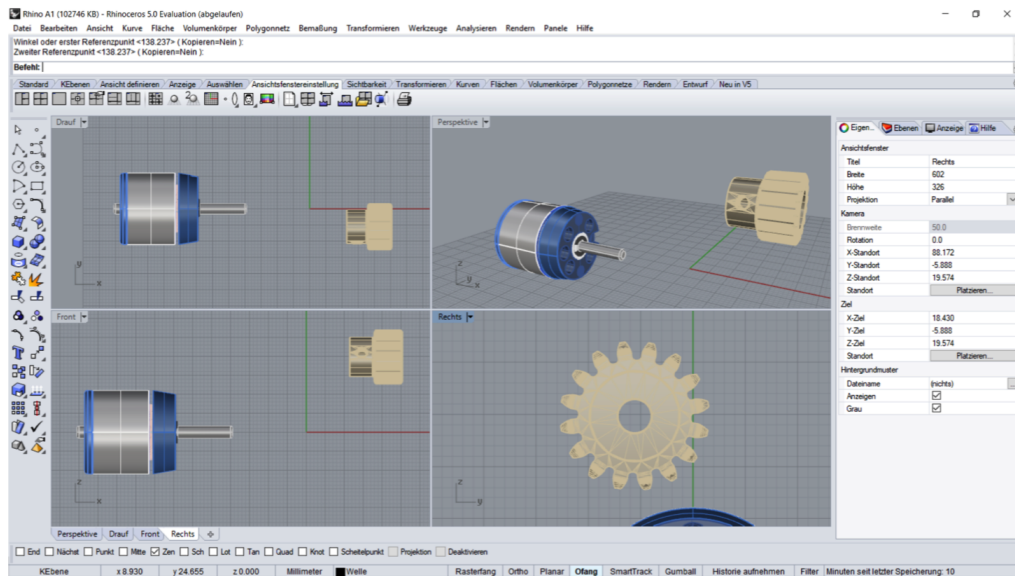 Rhino A1 (102746 KB) - Rhinoceros 5.0 Evaluation (abgelaufen)
Datei Bearbeiten Ansicht Kurve Fläche Volumenkörper Polygonnetz Bemaßung Transformieren Werkzeuge Analysieren Rendern Panele Hilfe
Winkel oder erster Referenzpunkt <138.237> ( Kopieren=Nein ):
Zweiter Referenzpunkt <138.237> ( Kopieren=Nein ):
Befehl:
Standard KEbenen Ansicht definieren Anzeige Auswählen Ansichtsfenstereinstellung Sichtbarkeit Transformieren Kurven Flächen Volumenkörper Polygonnetze Rendern Entwurf Neu in V5
Drauf
Perspektive
Eigen... Ebenen Anzeige Hilfe
Ansichtsfenster
Titel Rechts
Breite 602
Höhe 326
Projektion Parallel
Kamera
Brennweite 50.0
Rotation 0.0
X-Standort 88.172
Y-Standort -5.888
Z-Standort 19.574
Standort Platzieren...
Ziel
X-Ziel 18.430
Y-Ziel -5.888
Z-Ziel 19.574
Standort Platzieren...
Hintergrundmuster
Dateiname (nichts) ...
Anzeigen
Grau
y
x
z
y
x
Front
Rechts
z
x
z
y
Perspektive Drauf Front Rechts
End Nächst Punkt Mitte Zen Sch Lot Tan Quad Knot Scheitelpunkt Projektion Deaktivieren
KEbene x 8.930 y 24.655 z 0.000 Millimeter Welle Rasterfang Ortho Planar Ofang SmartTrack Gumball Historie aufnehmen Filter Minuten seit letzter Speicherung: 10